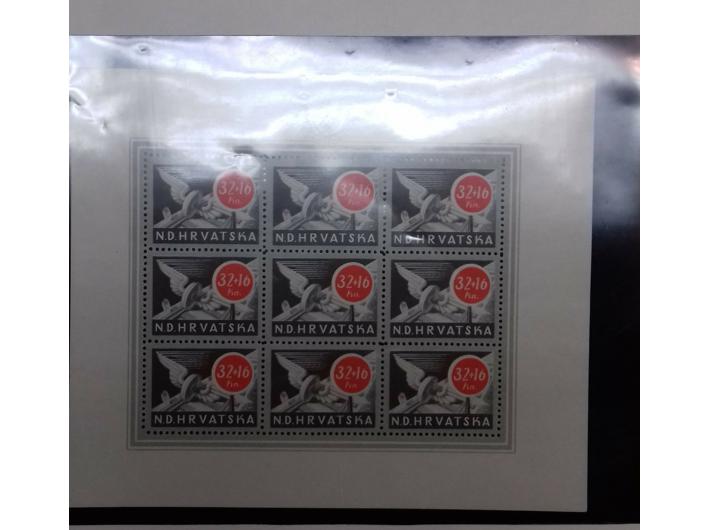 32+16
Kn.
N.D.HRVATSKA
32+16
Kn.
N.D.HRVATSKA
32+16
Kn.
N.D.HRVATSKA
32+16
Kn.
N.D.HRVATSKA
32+16
Kn.
N.D.HRVATSKA
32+16
Kn.
N.D.HRVATSKA
32+16
Kn.
N.D.HRVATSKA
32+16
Kn.
N.D.HRVATSKA
32+16
Kn.
N.D.HRVATSKA